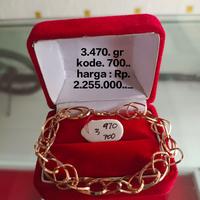 3.470. gr
kode. 700..
harga : Rp.
2.255.000....
3 470
700